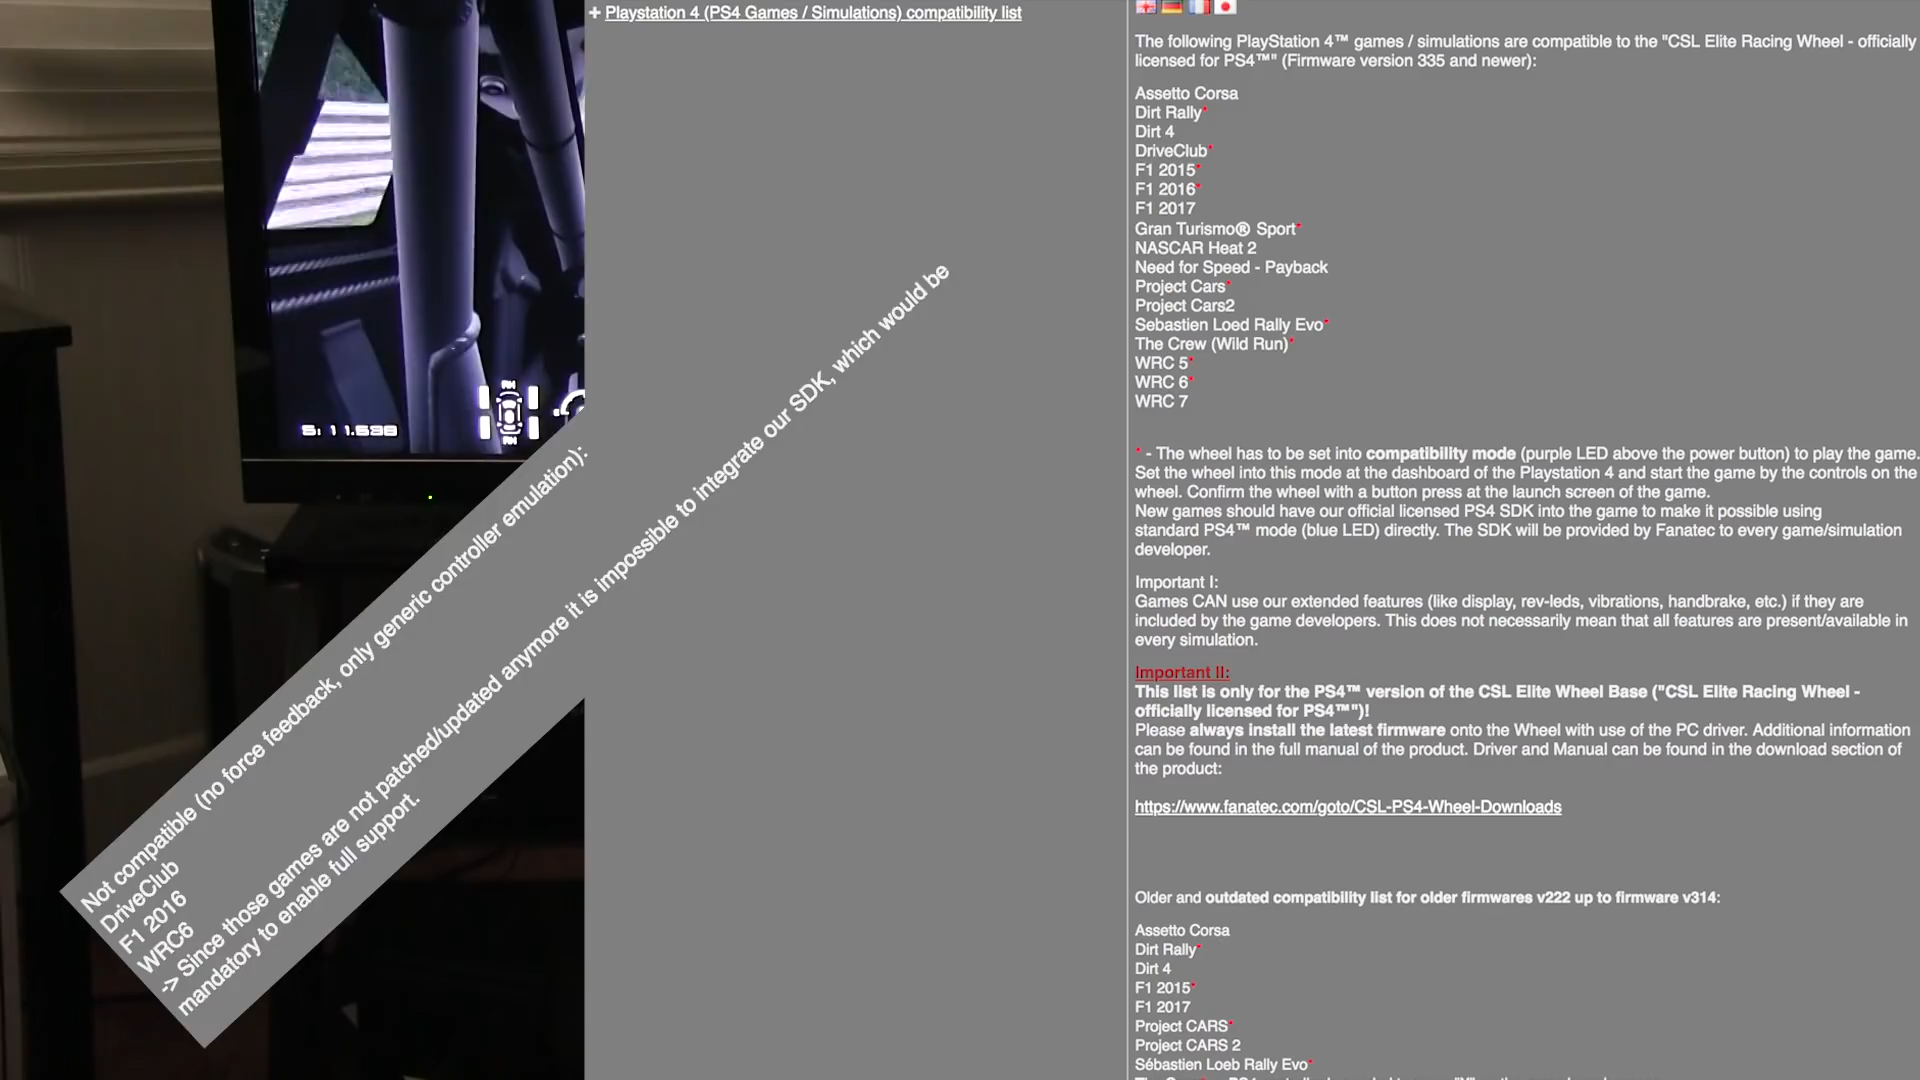 + Playstation 4 (PS4 Games / Simulations) compatibility list
The following PlayStation 4™ games / simulations are compatible to the "CSL Elite Racing Wheel - officially
licensed for PS4™" (Firmware version 335 and newer):
Assetto Corsa
Dirt Rally*
Dirt 4
DriveClub*
F1 2015*
F1 2016*
F1 2017
Gran Turismo® Sport*
NASCAR Heat 2
Need for Speed - Payback
Project Cars*
Project Cars2
Sebastien Loed Rally Evo*
The Crew (Wild Run)*
WRC 5*
WRC 6*
WRC 7
* - The wheel has to be set into compatibility mode (purple LED above the power button) to play the game.
Set the wheel into this mode at the dashboard of the Playstation 4 and start the game by the controls on the
wheel. Confirm the wheel with a button press at the launch screen of the game.
New games should have our official licensed PS4 SDK into the game to make it possible using
standard PS4™ mode (blue LED) directly. The SDK will be provided by Fanatec to every game/simulation
developer.
Important I:
Games CAN use our extended features (like display, rev-leds, vibrations, handbrake, etc.) if they are
included by the game developers. This does not necessarily mean that all features are present/available in
every simulation.
Important II:
This list is only for the PS4™ version of the CSL Elite Wheel Base ("CSL Elite Racing Wheel -
officially licensed for PS4™")!
Please always install the latest firmware onto the Wheel with use of the PC driver. Additional information
can be found in the full manual of the product. Driver and Manual can be found in the download section of
the product:
https://www.fanatec.com/goto/CSL-PS4-Wheel-Downloads
Older and outdated compatibility list for older firmwares v222 up to firmware v314:
Assetto Corsa
Dirt Rally*
Dirt 4
F1 2015*
F1 2017
Project CARS*
Project CARS 2
Sébastien Loeb Rally Evo*
Not compatible (no force feedback, only generic controller emulation):
DriveClub
F1 2016
WRC6
-> Since those games are not patched/updated anymore it is impossible to integrate our SDK, which would be
mandatory to enable full support.
RH
RH
5:11.538